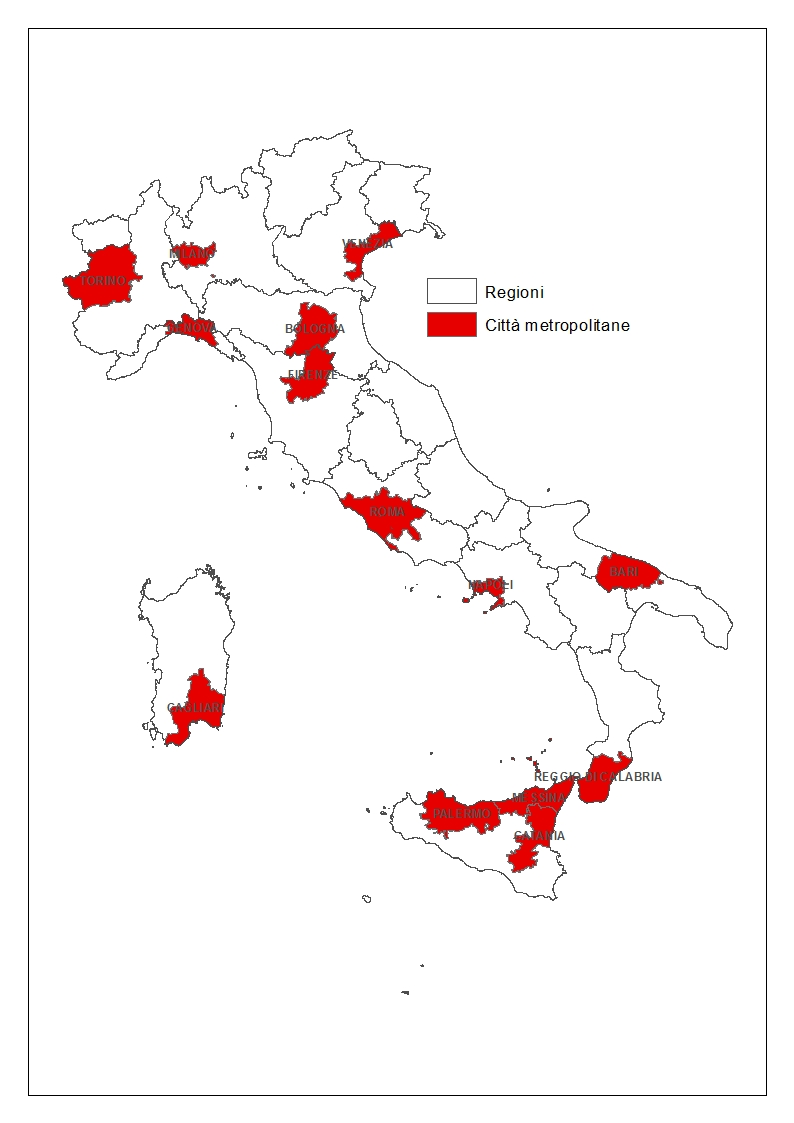 VENEZIA
MILANO
TORINO
Regioni
Città metropolitane
GENOVA
BOLOGNA
FIRENZE
ROMA
BARI
NAPOLI
CAGLIARI
REGGIO DI CALABRIA
MESSINA
PALERMO
CATANIA